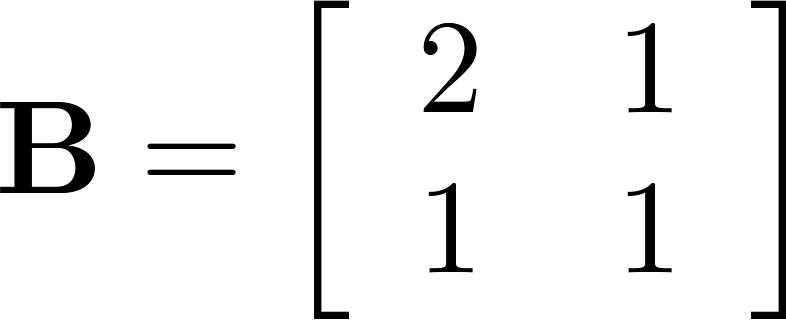 B = [ 2 1
1 1 ]